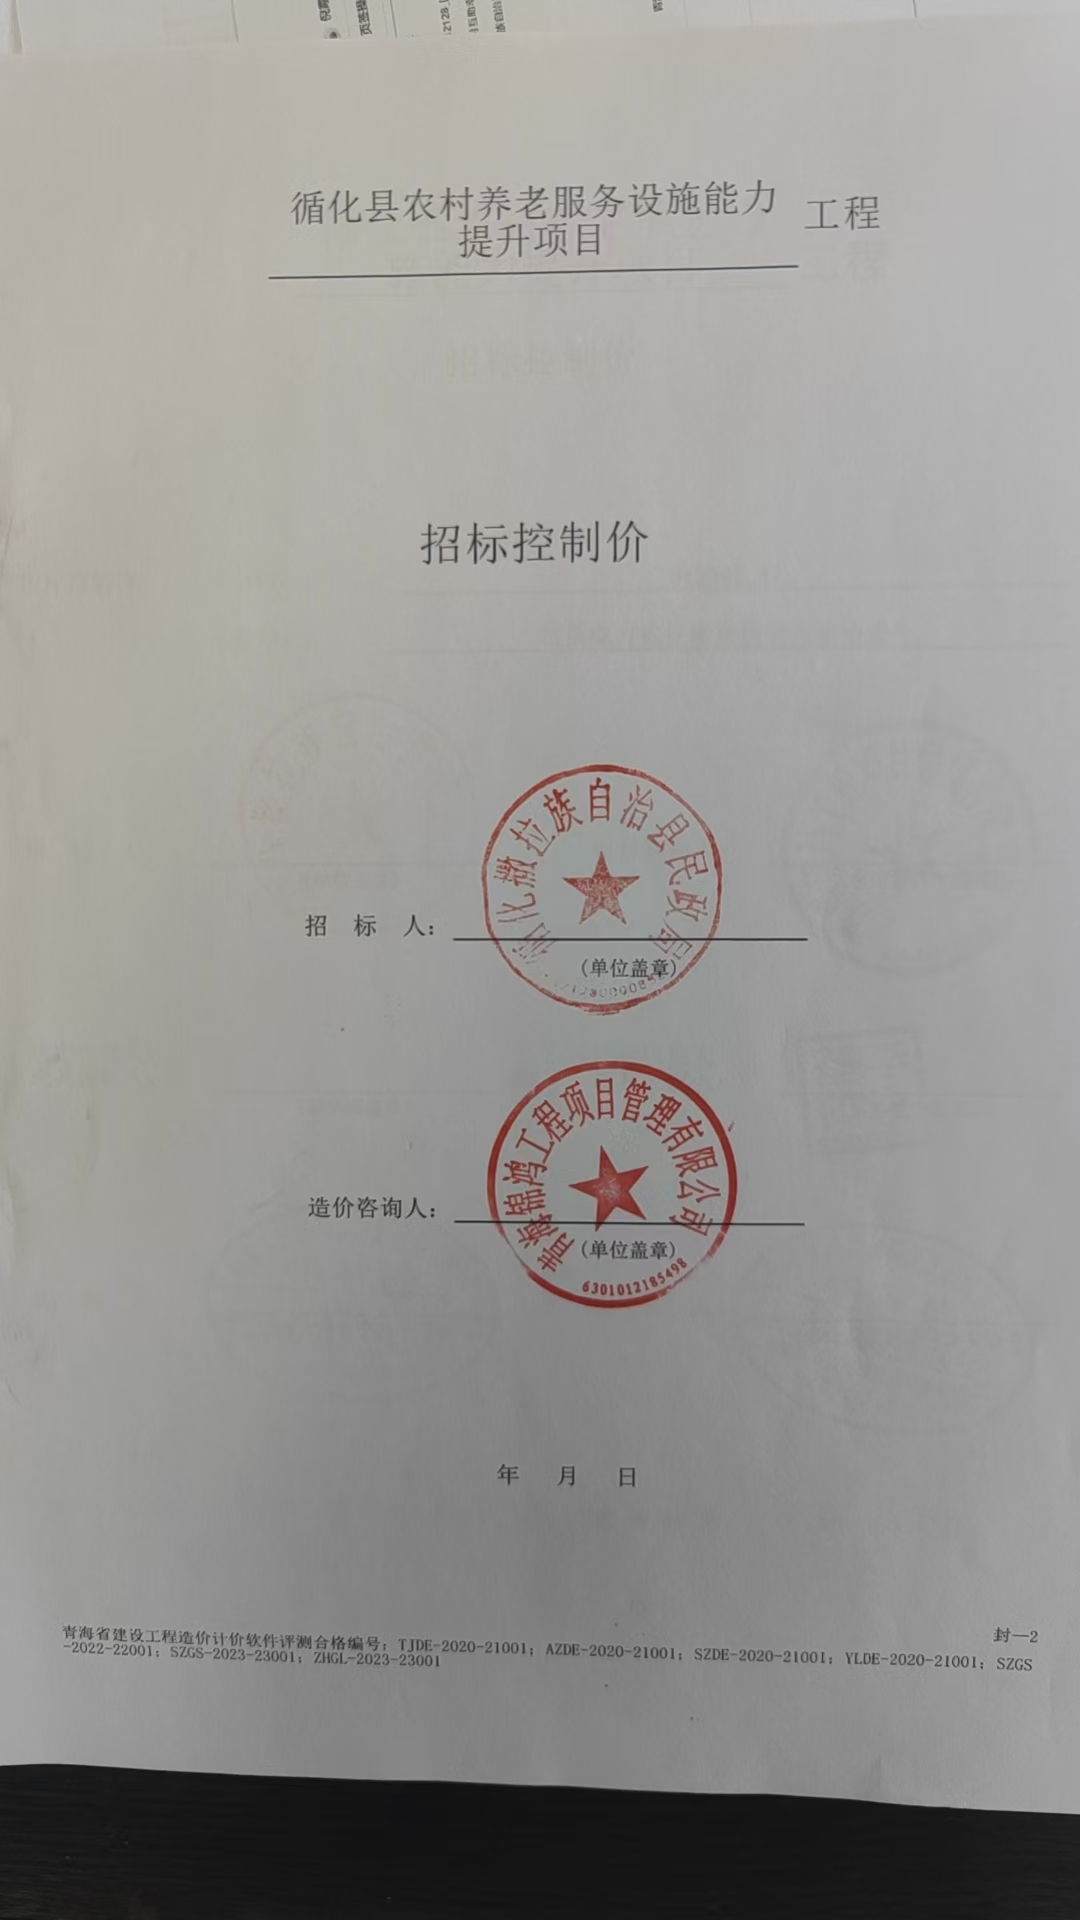 循化县农村养老服务设施能力
提升项目
工程
招标控制价
循化撒拉族自治县民政局
招 标 人：
(单位盖章)
青海锦鸿工程项目管理有限公司
造价咨询人：
(单位盖章)
6301012185498
年 月 日
封—2
青海省建设工程造价计价软件评测合格编号：TJDE-2020-21001；AZDE-2020-21001；SZDE-2020-21001；YLDE-2020-21001；SZGS
-2022-22001；SZGS-2023-23001；ZHGL-2023-23001